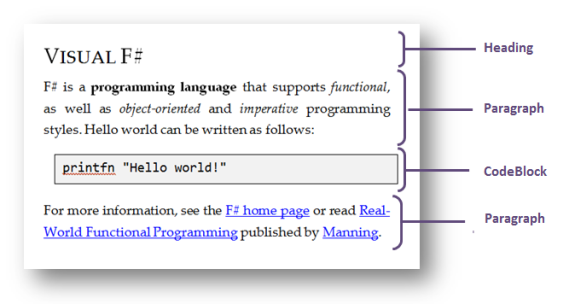 VISUAL F#
Heading
F# is a programming language that supports functional,
as well as object-oriented and imperative programming
styles. Hello world can be written as follows:
Paragraph
printfn "Hello world!"
CodeBlock
For more information, see the F# home page or read Real-
World Functional Programming published by Manning.
Paragraph